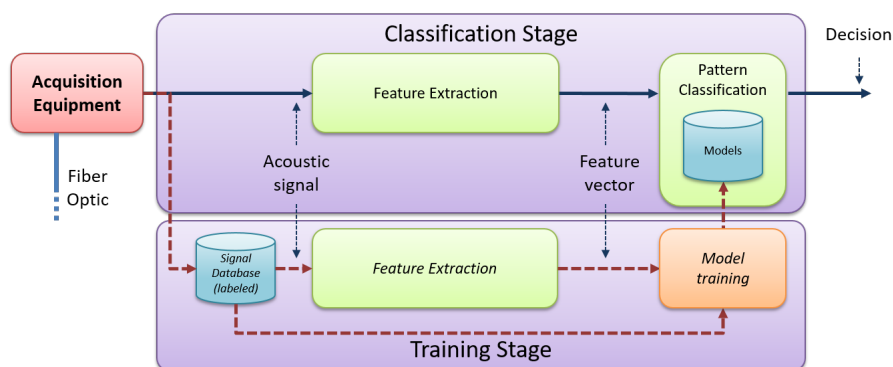 Classification Stage
Decision
Acquisition
Equipment
Feature Extraction
Pattern
Classification
Models
Fiber
Optic
Acoustic
signal
Feature
vector
Signal
Database
(labeled)
Feature Extraction
Model
training
Training Stage